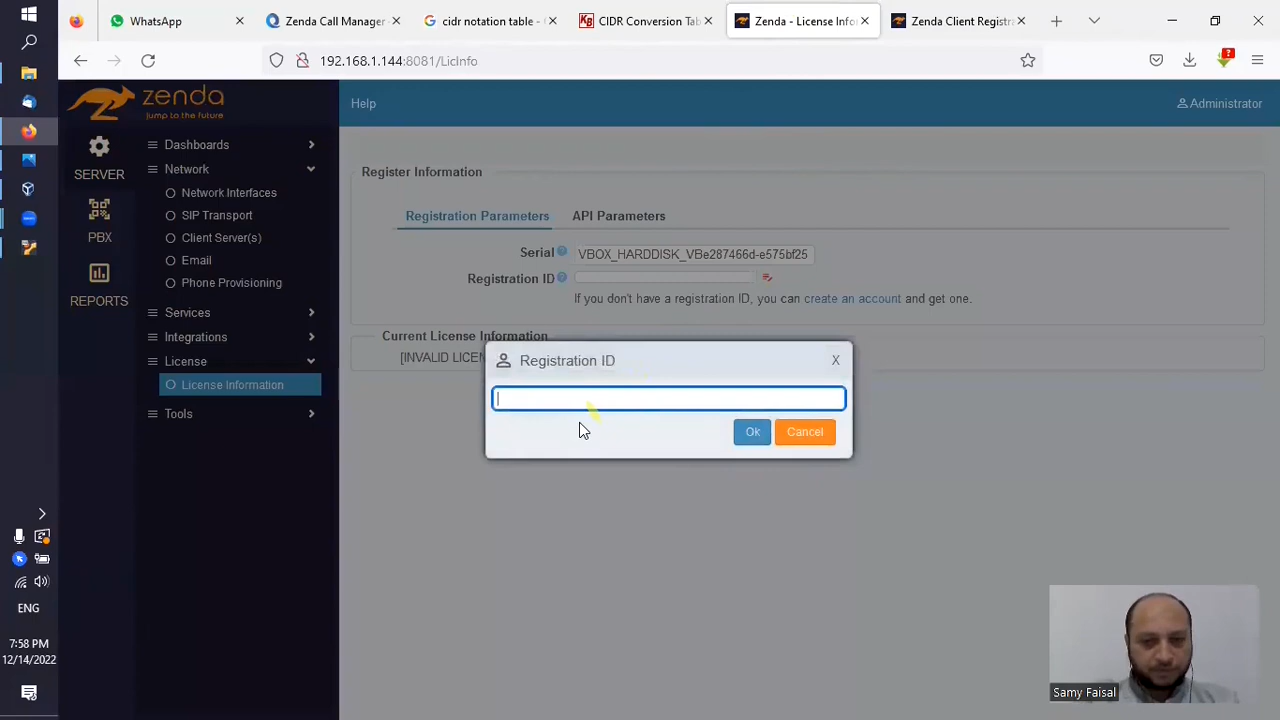 WhatsApp
Zenda Call Manager -
cidr notation table -
KB
CIDR Conversion Tab
Zenda - License Info
Zenda Client Registra
192.168.1.144:8081/LicInfo
zenda
jump to the future
Help
Administrator
SERVER
PBX
REPORTS
Dashboards
Network
Network Interfaces
SIP Transport
Client Server(s)
Email
Phone Provisioning
Services
Integrations
License
License Information
Tools
Register Information
Registration Parameters
API Parameters
Serial
VBOX_HARDDISK_VBe287466d-e575bf25
Registration ID
If you don't have a registration ID, you can create an account and get one.
Current License Information
[INVALID LICEN
Registration ID
X
Ok
Cancel
ENG
7:58 PM
12/14/2022
Samy Faisal